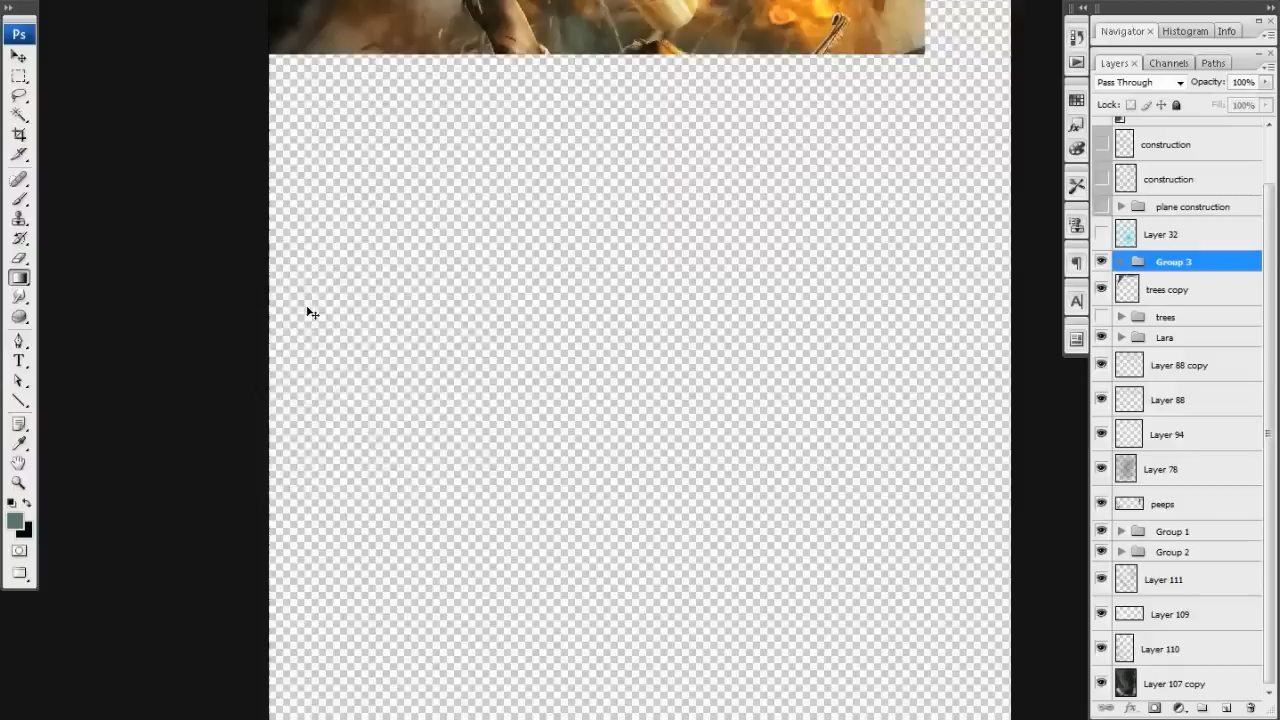 Ps
T
A
Navigator × Histogram Info
Layers × Channels Paths
Pass Through Opacity: 100%
Lock: Fill: 100%
construction
construction
plane construction
Layer 32
Group 3
trees copy
trees
Lara
Layer 88 copy
Layer 88
Layer 94
Layer 78
peeps
Group 1
Group 2
Layer 111
Layer 109
Layer 110
Layer 107 copy
fx